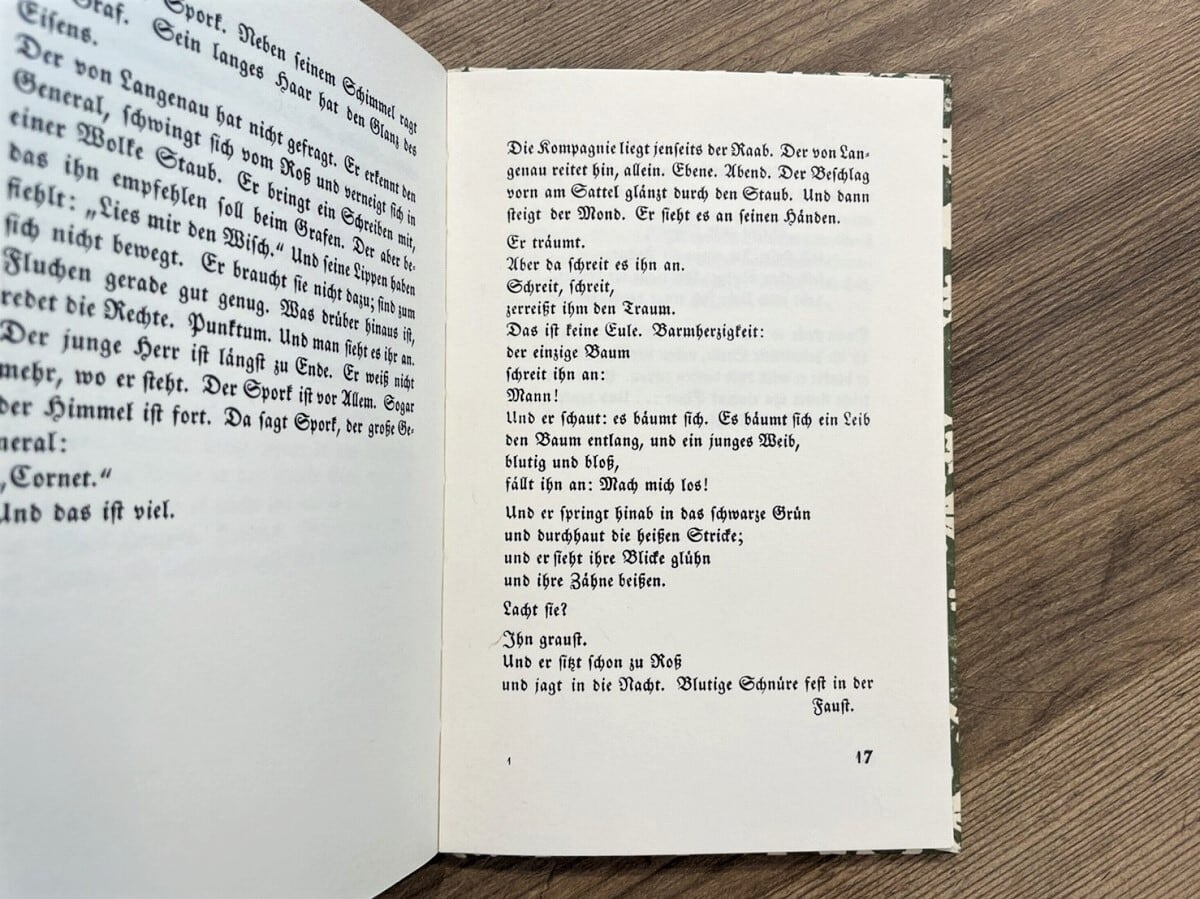 Spork. Neben seinem Schimmel ragt
Graf. Sein langes Haar hat den Glanz des
Eisens.
Der von Langenau hat nicht gefragt. Er erkennt den
General, schwingt sich vom Roß und verneigt sich in
einer Wolke Staub. Er bringt ein Schreiben mit,
das ihn empfehlen soll beim Grafen. Der aber be-
fiehlt: „Lies mir den Wisch.“ Und seine Lippen haben
sich nicht bewegt. Er braucht sie nicht dazu; sind zum
Fluchen gerade gut genug. Was drüber hinaus ist,
redet die Rechte. Punktum. Und man sieht es ihr an.
Der junge Herr ist längst zu Ende. Er weiß nicht
mehr, wo er steht. Der Spork ist vor Allem. Sogar
der Himmel ist fort. Da sagt Spork, der große Ge-
neral:
„Cornet.“
Und das ist viel.
Die Kompagnie liegt jenseits der Raab. Der von Lan-
genau reitet hin, allein. Ebene. Abend. Der Beschlag
vorn am Sattel glänzt durch den Staub. Und dann
steigt der Mond. Er sieht es an seinen Händen.
Er träumt.
Aber da schreit es ihn an.
Schreit, schreit,
zerreißt ihm den Traum.
Das ist keine Eule. Barmherzigkeit:
der einzige Baum
schreit ihn an:
Mann!
Und er schaut: es bäumt sich. Es bäumt sich ein Leib
den Baum entlang, und ein junges Weib,
blutig und bloß,
fällt ihn an: Mach mich los!
Und er springt hinab in das schwarze Grün
und durchhaut die heißen Stricke;
und er sieht ihre Blicke glühn
und ihre Zähne beißen.
Lacht sie?
Ihn graust.
Und er sitzt schon zu Roß
und jagt in die Nacht. Blutige Schnüre fest in der
Faust.
1
17